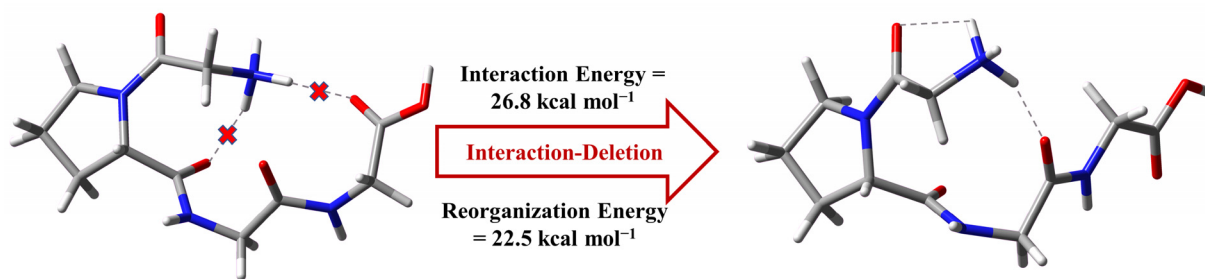 Interaction Energy =
26.8 kcal mol⁻¹
Interaction-Deletion
Reorganization Energy
= 22.5 kcal mol⁻¹